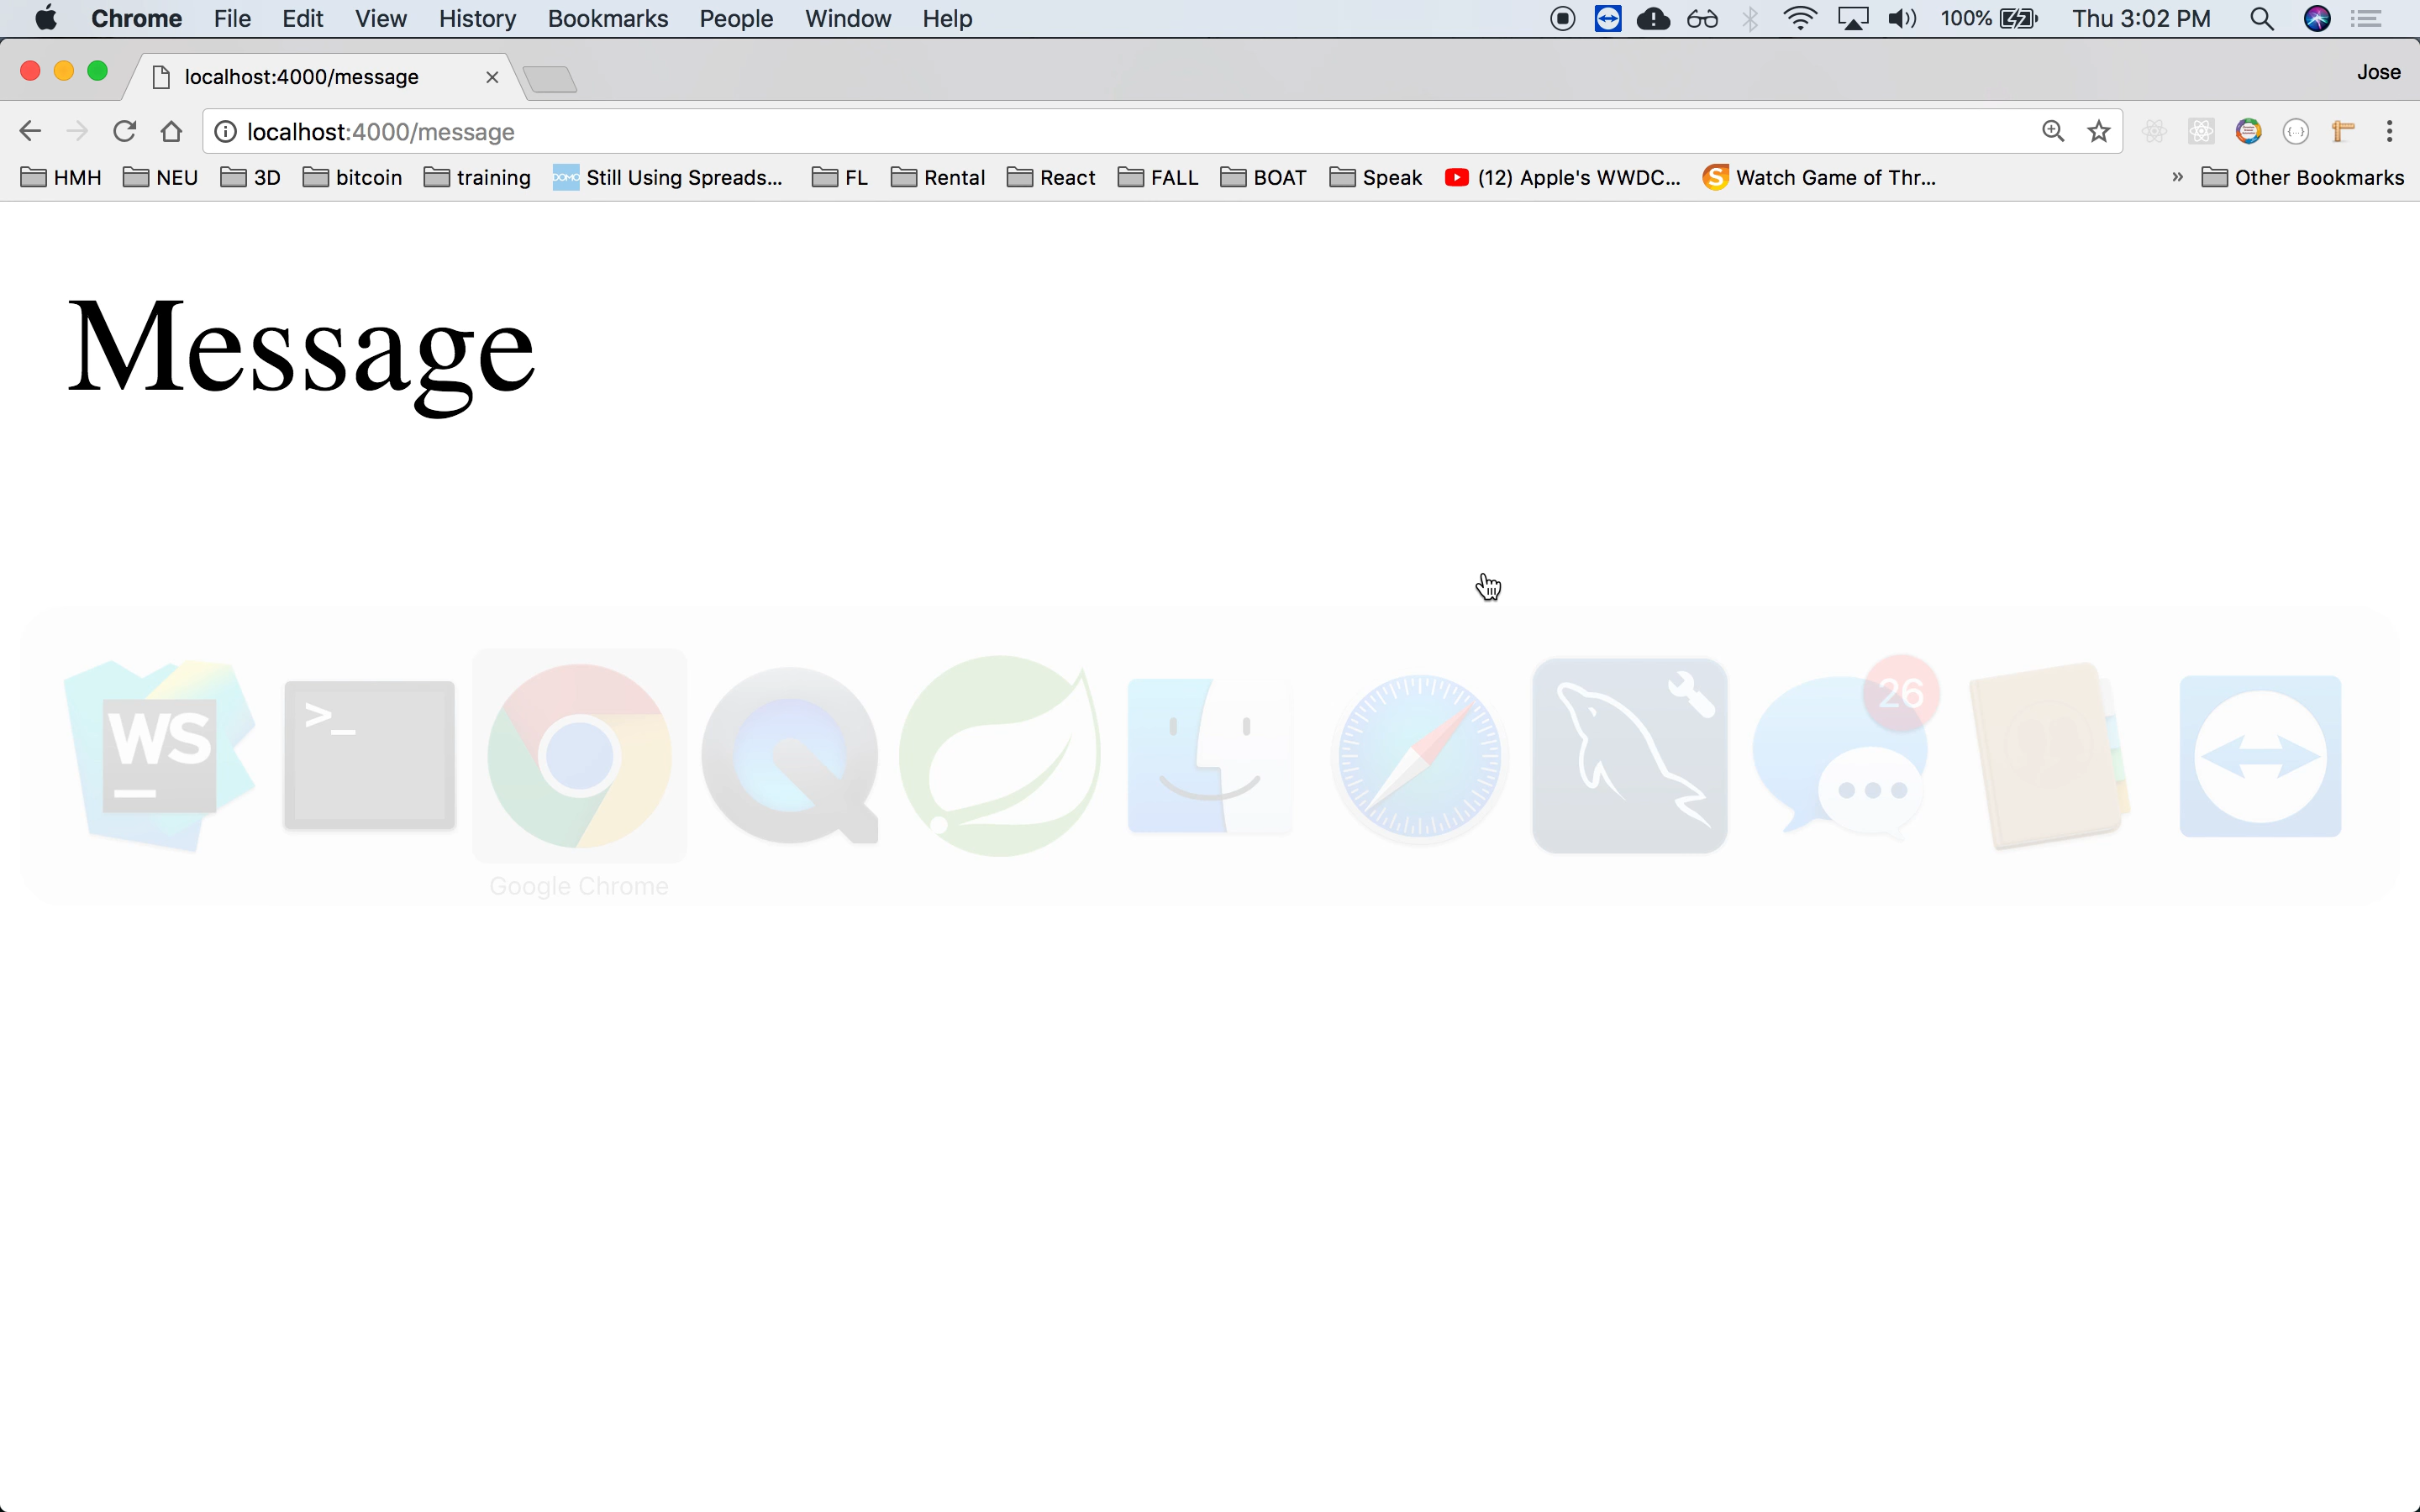 Chrome File Edit View History Bookmarks People Window Help 100% Thu 3:02 PM
localhost:4000/message Jose
localhost:4000/message
HMH NEU 3D bitcoin training DOMO Still Using Spreads... FL Rental React FALL BOAT Speak (12) Apple's WWDC... Watch Game of Thr... » Other Bookmarks
Message
WS >_ 26
Google Chrome